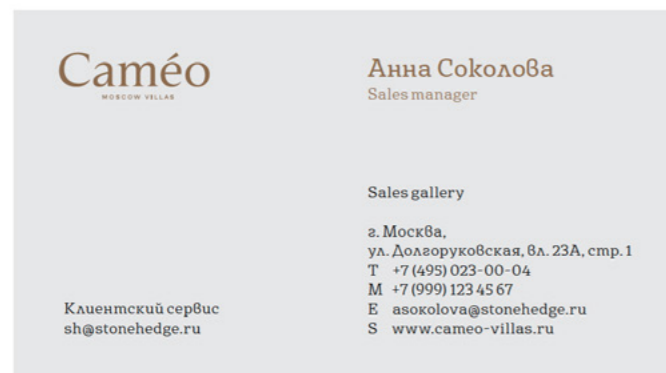 Caméo
MOSCOW VILLAS
Анна Соколова
Sales manager
Sales gallery
г. Москва,
ул. Долгоруковская, вл. 23А, стр. 1
T +7 (495) 023-00-04
M +7 (999) 123 45 67
E asokolova@stonehedge.ru
S www.cameo-villas.ru
Клиентский сервис
sh@stonehedge.ru